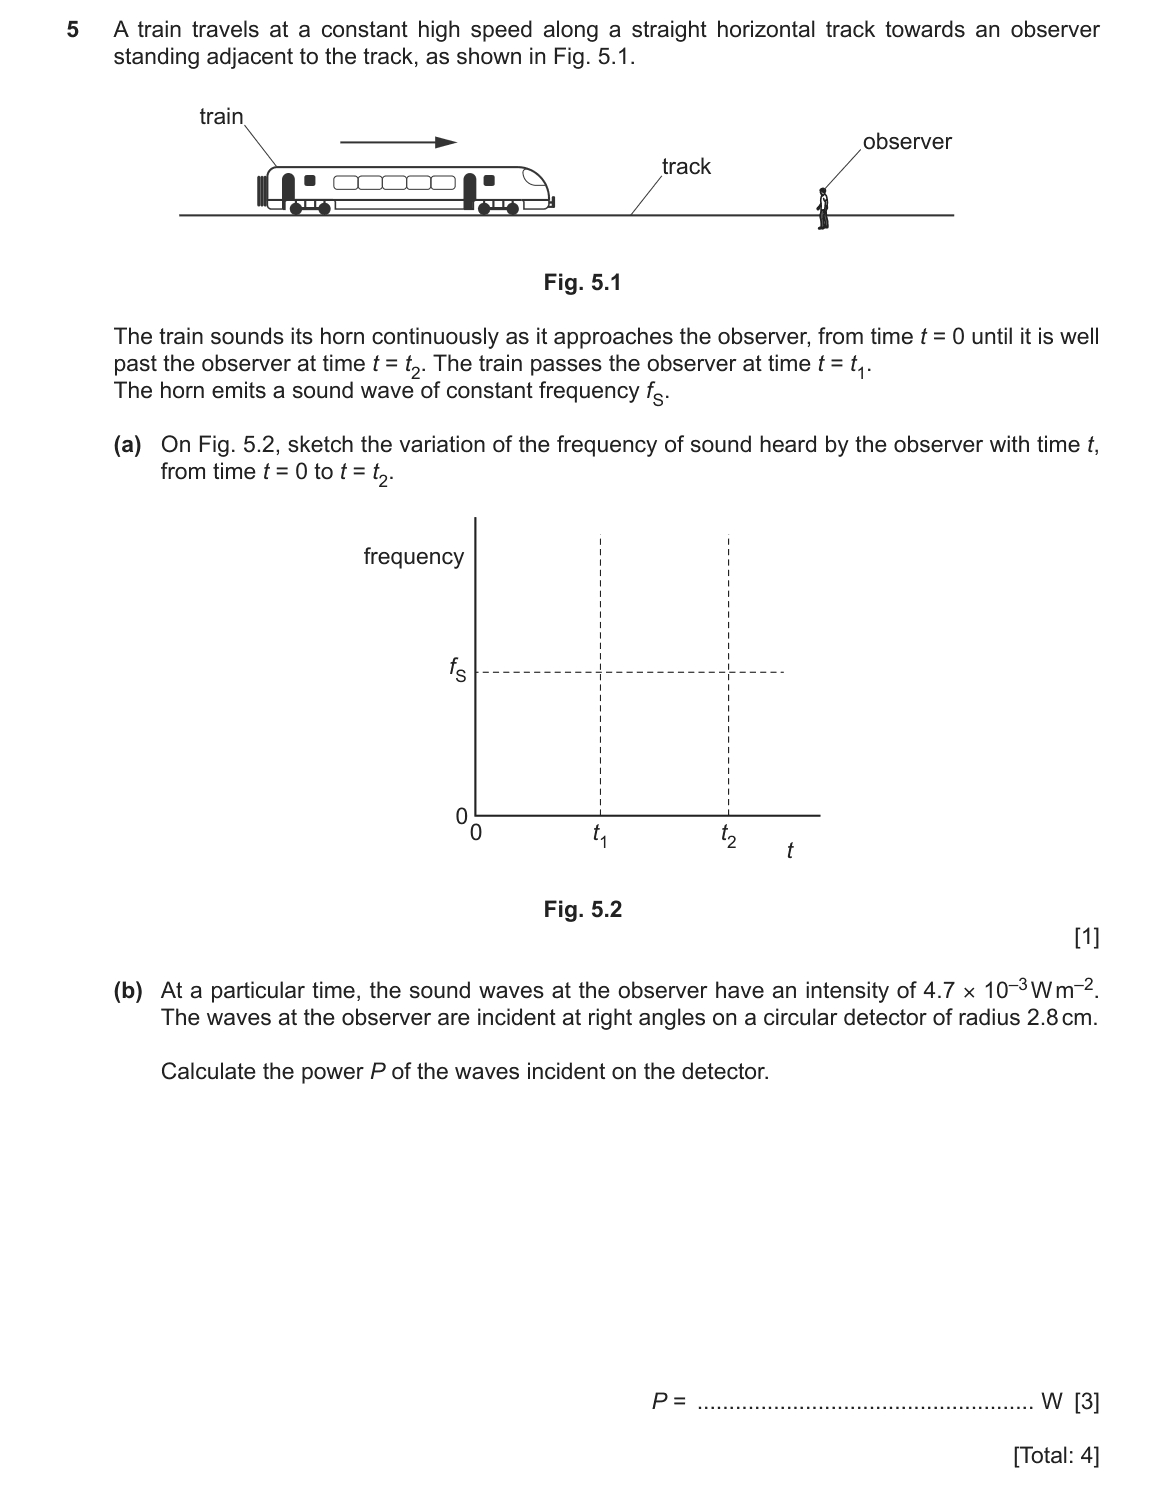 5 A train travels at a constant high speed along a straight horizontal track towards an observer
standing adjacent to the track, as shown in Fig. 5.1.
train
observer
track
Fig. 5.1
The train sounds its horn continuously as it approaches the observer, from time t = 0 until it is well
past the observer at time t = t₂. The train passes the observer at time t = t₁.
The horn emits a sound wave of constant frequency fS.
(a) On Fig. 5.2, sketch the variation of the frequency of sound heard by the observer with time t,
from time t = 0 to t = t₂.
frequency
fS
0
0 t₁ t₂
t
Fig. 5.2
[1]
(b) At a particular time, the sound waves at the observer have an intensity of 4.7 × 10⁻³ W m⁻².
The waves at the observer are incident at right angles on a circular detector of radius 2.8 cm.
Calculate the power P of the waves incident on the detector.
P = ..................................................... W [3]
[Total: 4]